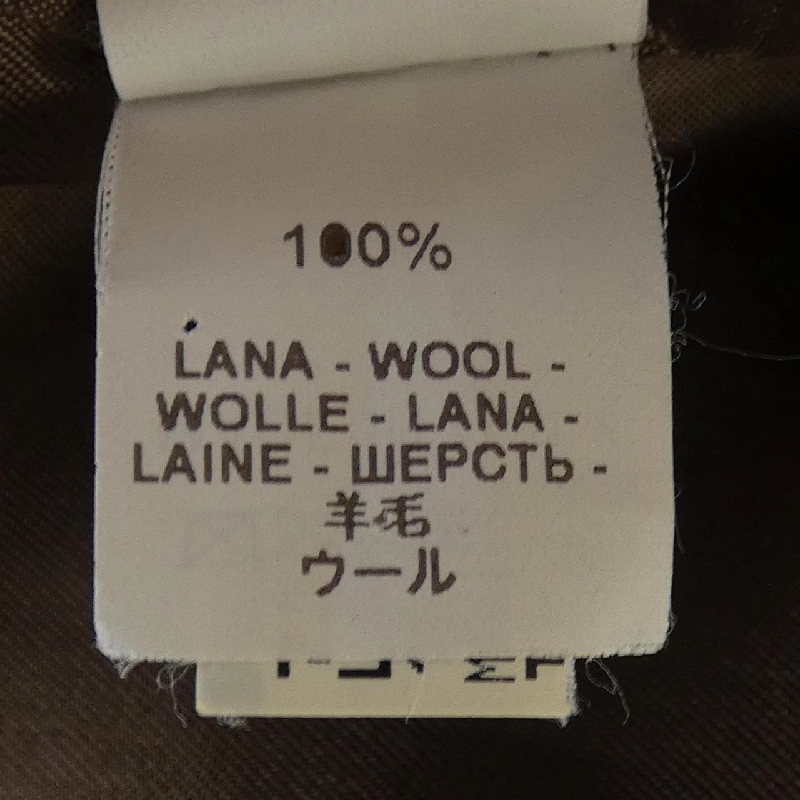 100%
LANA - WOOL -
WOLLE - LANA -
LAINE - ШЕРСТЬ -
羊毛
ウール